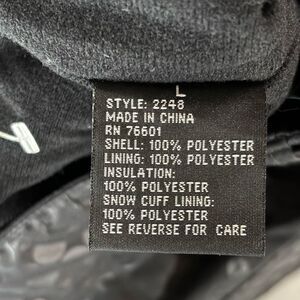 L
STYLE: 2248
MADE IN CHINA
RN 76601
SHELL: 100% POLYESTER
LINING: 100% POLYESTER
INSULATION:
100% POLYESTER
SNOW CUFF LINING:
100% POLYESTER
SEE REVERSE FOR CARE